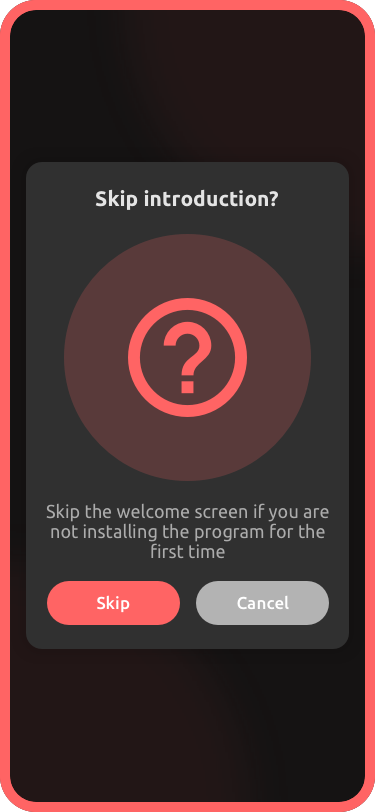 Skip introduction?
?
Skip the welcome screen if you are
not installing the program for the
first time
Skip
Cancel